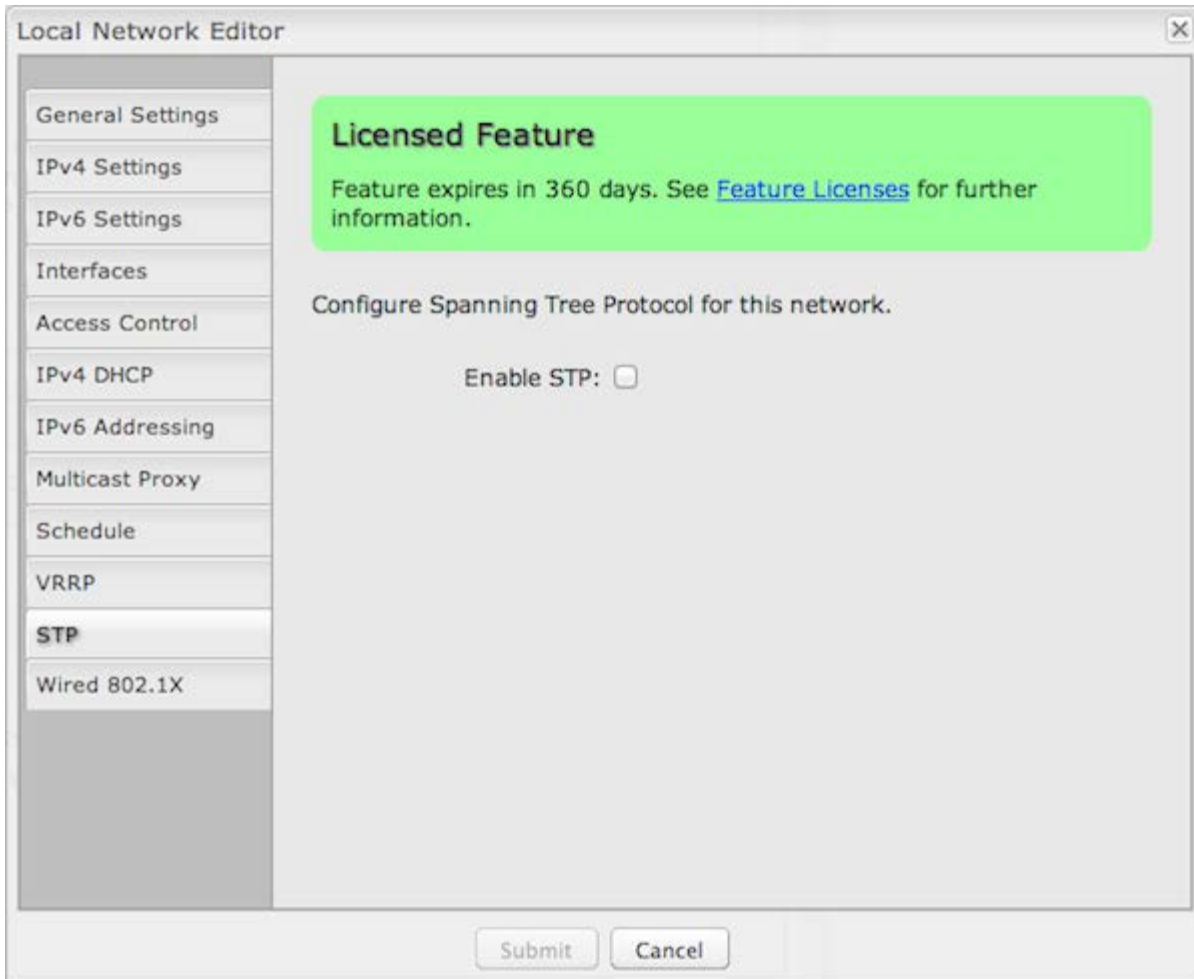 Local Network Editor
General Settings
IPv4 Settings
IPv6 Settings
Interfaces
Access Control
IPv4 DHCP
IPv6 Addressing
Multicast Proxy
Schedule
VRRP
STP
Wired 802.1X
Licensed Feature
Feature expires in 360 days. See Feature Licenses for further
information.
Configure Spanning Tree Protocol for this network.
Enable STP:
Submit
Cancel